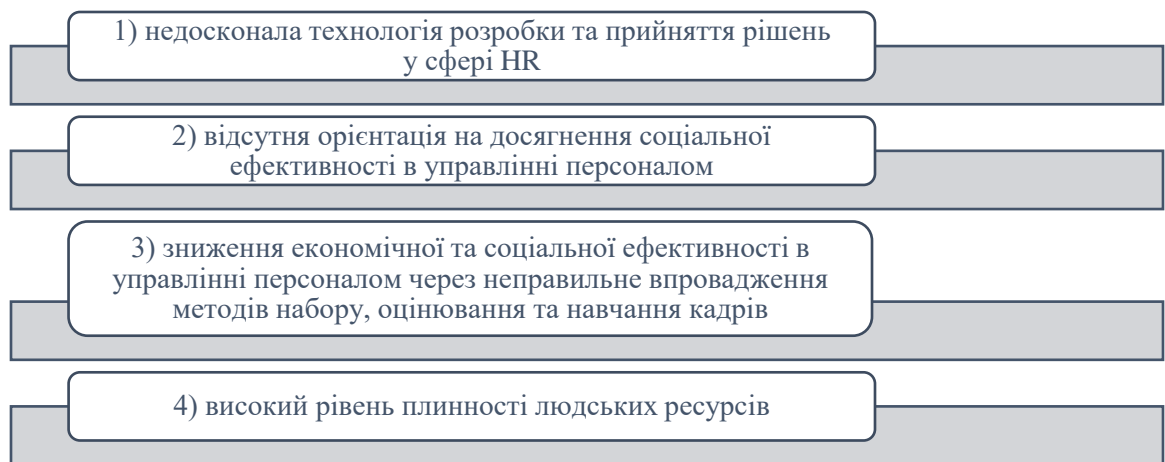 1) недосконала технологія розробки та прийняття рішень
у сфері HR
2) відсутня орієнтація на досягнення соціальної
ефективності в управлінні персоналом
3) зниження економічної та соціальної ефективності в
управлінні персоналом через неправильне впровадження
методів набору, оцінювання та навчання кадрів
4) високий рівень плинності людських ресурсів